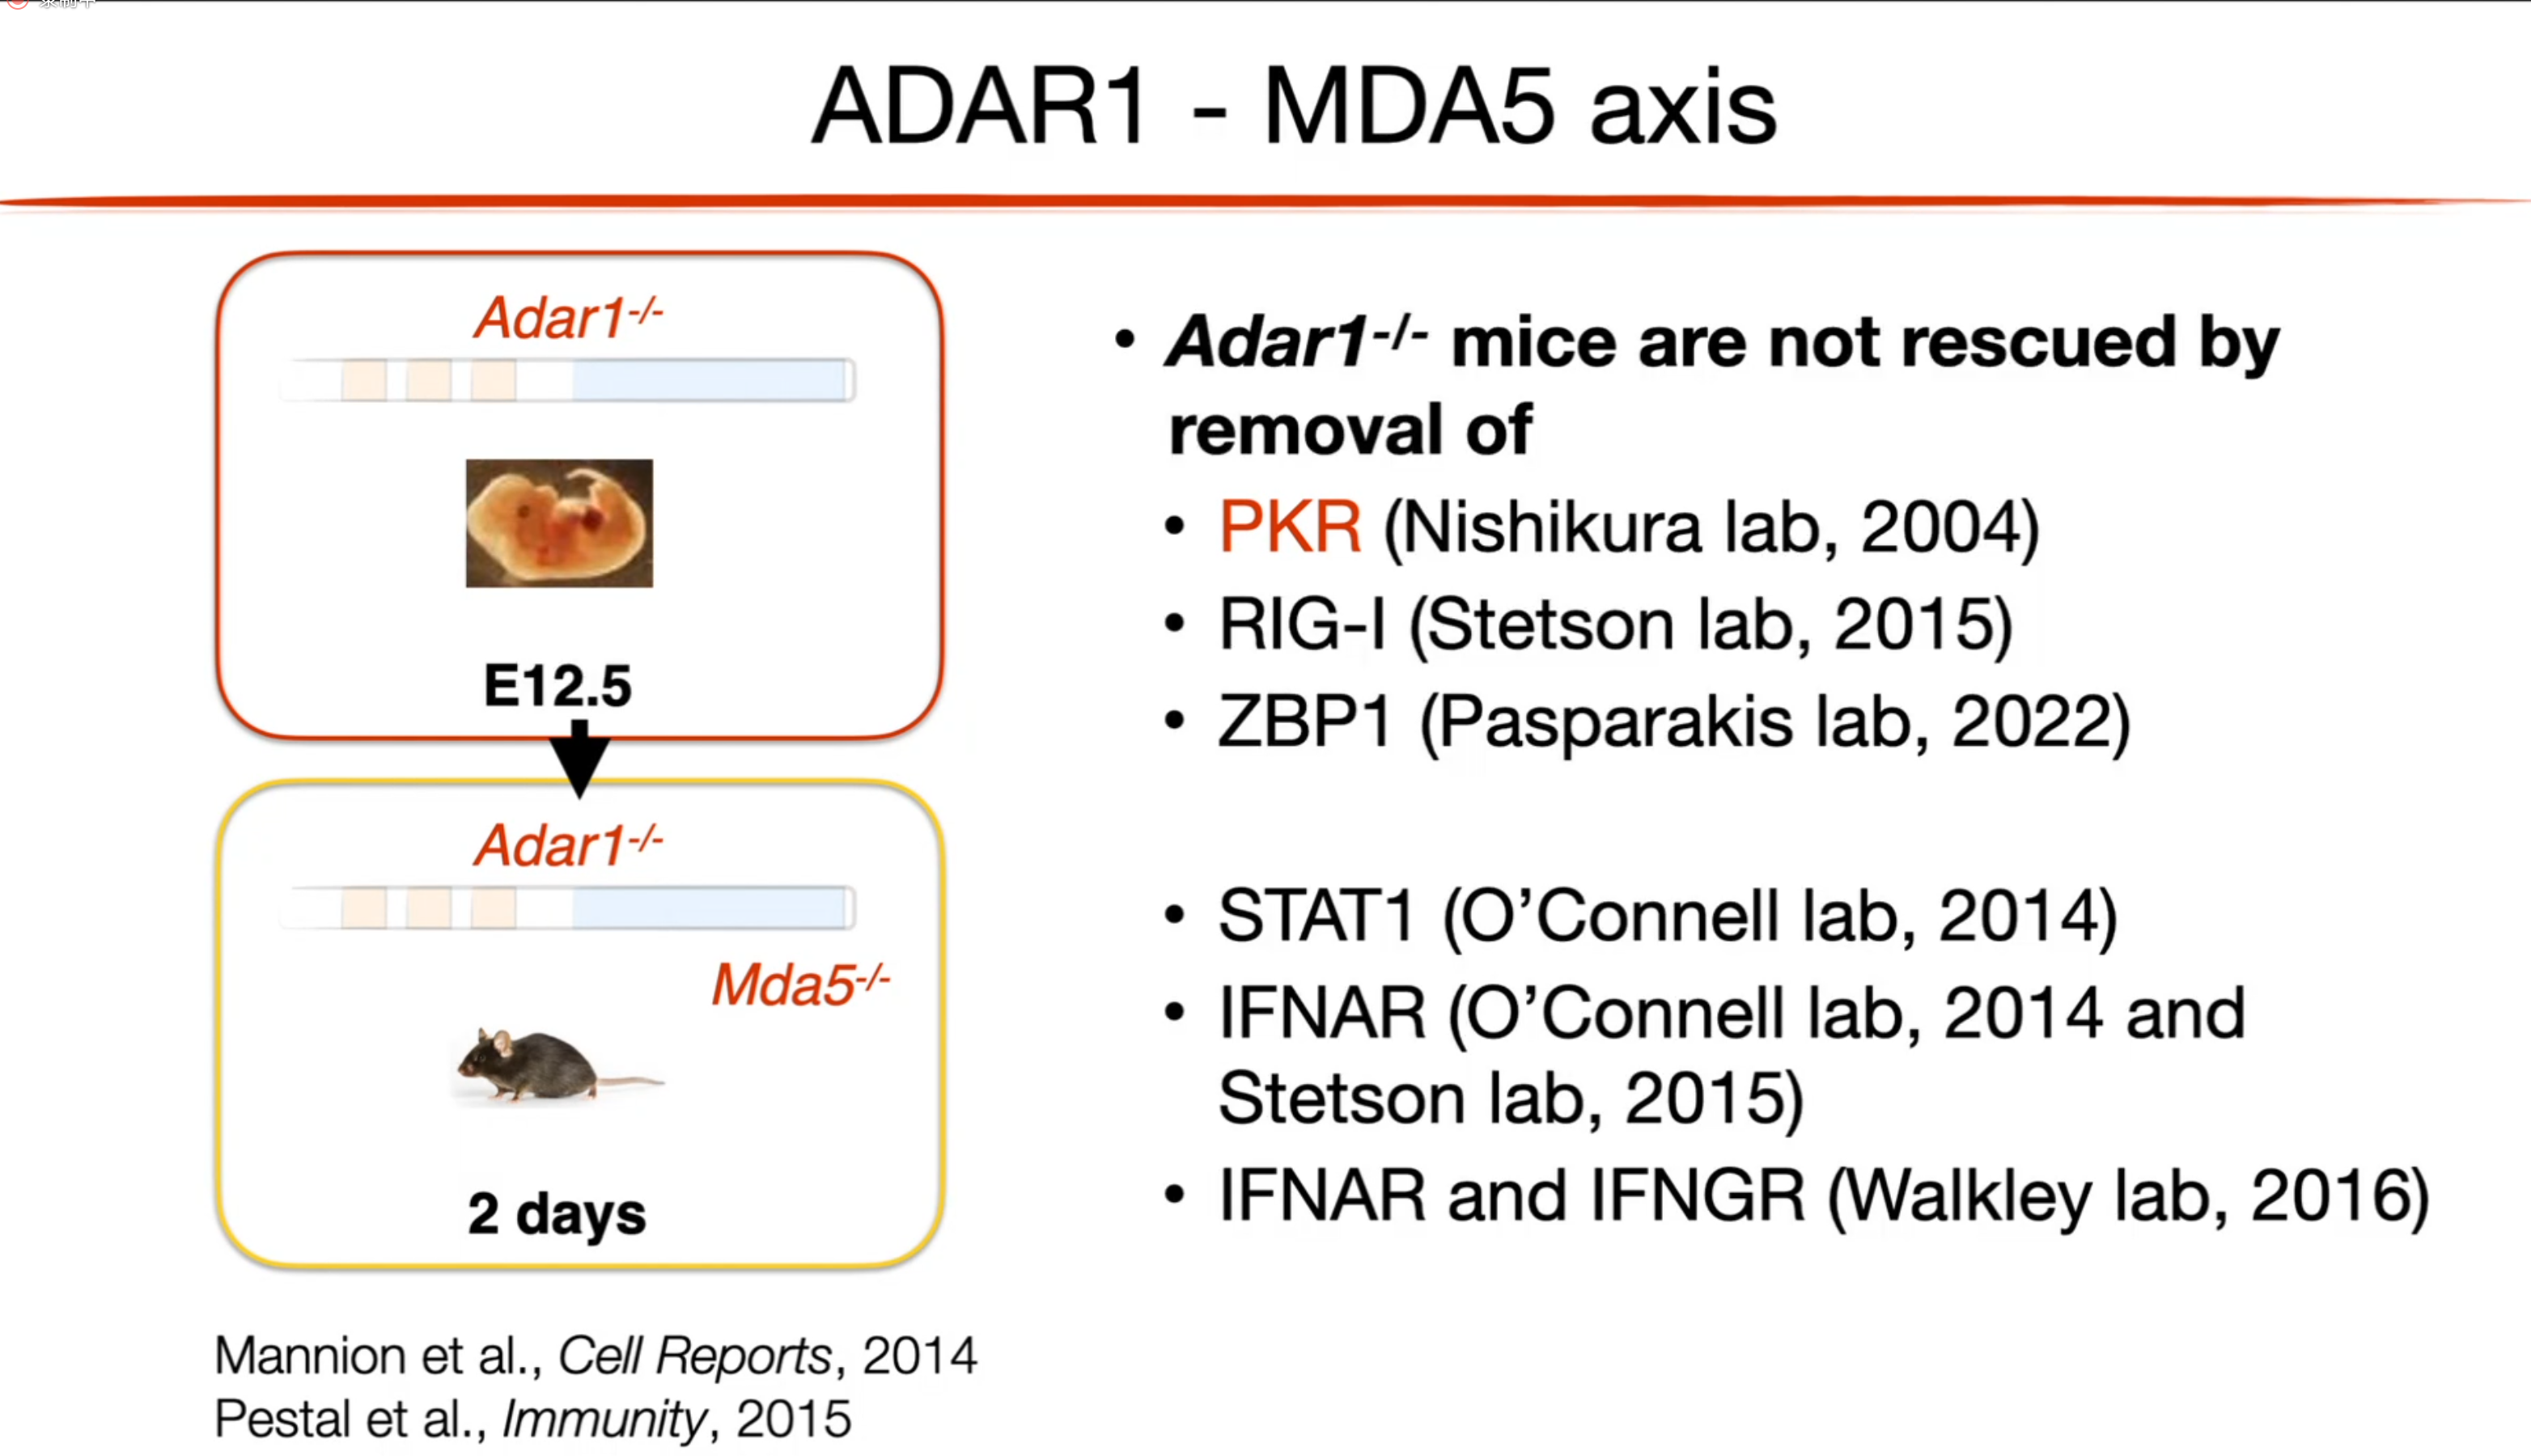 ADAR1 - MDA5 axis
Adar1-/-
E12.5
Adar1-/-
Mda5-/-
2 days
Mannion et al., Cell Reports, 2014
Pestal et al., Immunity, 2015
• Adar1-/- mice are not rescued by
removal of
• PKR (Nishikura lab, 2004)
• RIG-I (Stetson lab, 2015)
• ZBP1 (Pasparakis lab, 2022)
• STAT1 (O’Connell lab, 2014)
• IFNAR (O’Connell lab, 2014 and
Stetson lab, 2015)
• IFNAR and IFNGR (Walkley lab, 2016)